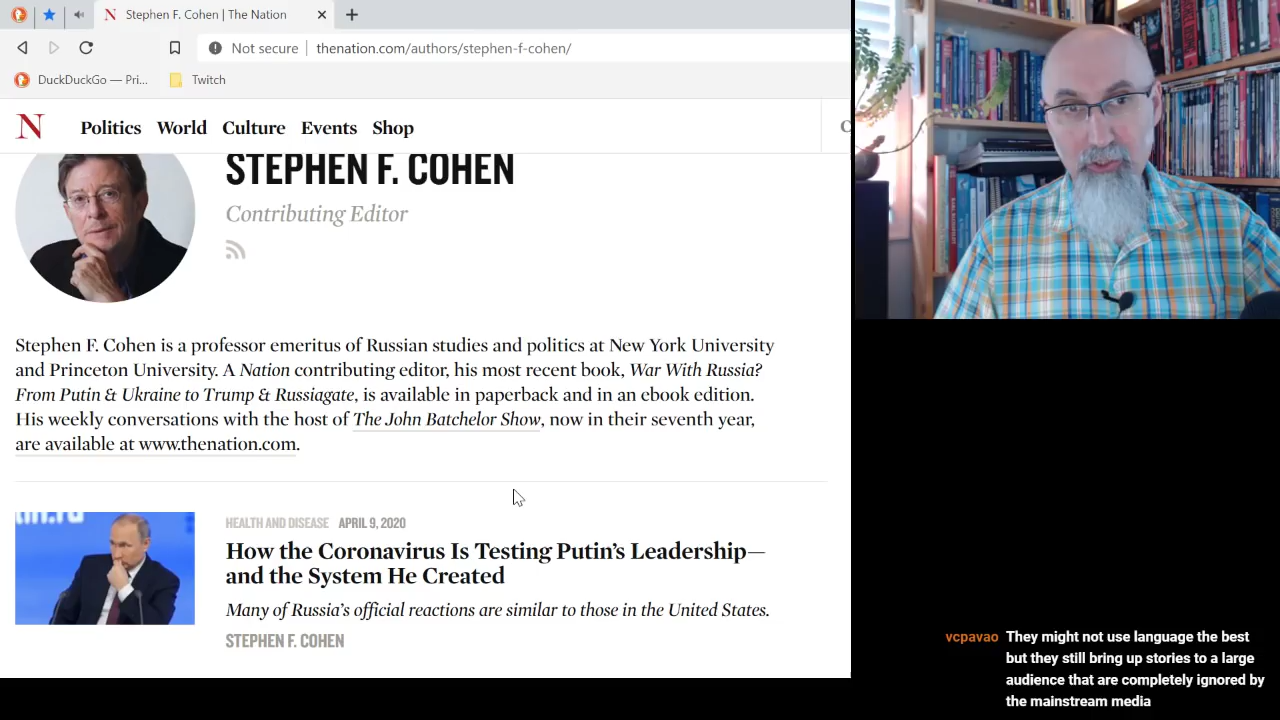 Stephen F. Cohen | The Nation
Not secure
thenation.com/authors/stephen-f-cohen/
DuckDuckGo — Pri...
Twitch
N Politics World Culture Events Shop
STEPHEN F. COHEN
Contributing Editor
Stephen F. Cohen is a professor emeritus of Russian studies and politics at New York University
and Princeton University. A Nation contributing editor, his most recent book, War With Russia?
From Putin & Ukraine to Trump & Russiagate, is available in paperback and in an ebook edition.
His weekly conversations with the host of The John Batchelor Show, now in their seventh year,
are available at www.thenation.com.
HEALTH AND DISEASE APRIL 9, 2020
How the Coronavirus Is Testing Putin's Leadership—
and the System He Created
Many of Russia's official reactions are similar to those in the United States.
STEPHEN F. COHEN
vcpavao They might not use language the best
but they still bring up stories to a large
audience that are completely ignored by
the mainstream media